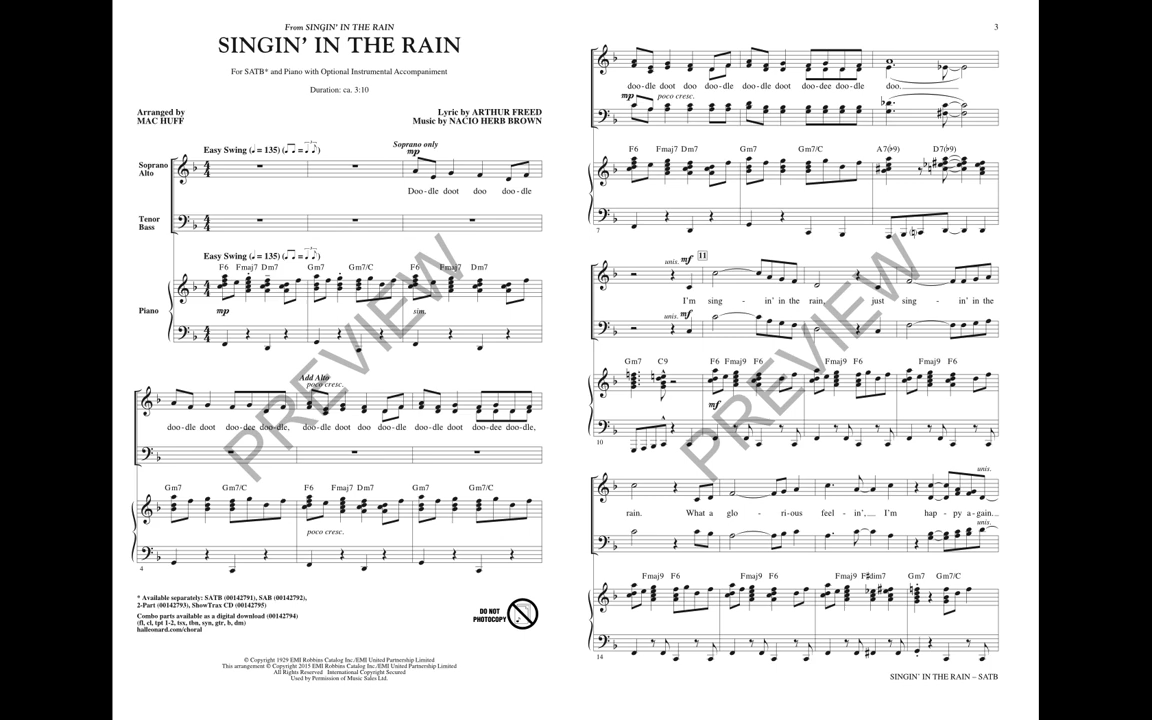 From SINGIN' IN THE RAIN
SINGIN' IN THE RAIN
For SATB* and Piano with Optional Instrumental Accompaniment
Duration: ca. 3:10
Arranged by
MAC HUFF
Lyric by ARTHUR FREED
Music by NACIO HERB BROWN
Easy Swing (♩ = 135) (♫ = ♩ ♪)
Soprano only
mp
Soprano
Alto
Doo - dle doot doo doo - dle
Tenor
Bass
Easy Swing (♩ = 135) (♫ = ♩ ♪)
F6 Fmaj7 Dm7 Gm7 Gm7/C F6 Fmaj7 Dm7
Piano
mp sim.
Add Alto
poco cresc.
doo - dle doot doo - dee doo - dle, doo - dle doot doo doo - dle doo - dle doot doo - dee doo - dle,
Gm7 Gm7/C F6 Fmaj7 Dm7 Gm7 Gm7/C
poco cresc.
4
* Available separately: SATB (00142791), SAB (00142792),
2-Part (00142793), ShowTrax CD (00142795)
Combo parts available as a digital download (00142794)
(fl, cl, tpt 1-2, tsx, tbn, syn, gtr, b, dm)
halleonard.com/choral
DO NOT
PHOTOCOPY
© Copyright 1929 EMI Robbins Catalog Inc./EMI United Partnership Limited
This arrangement © Copyright 2015 EMI Robbins Catalog Inc./EMI United Partnership Limited
All Rights Reserved International Copyright Secured
Used by Permission of Music Sales Ltd.
PREVIEW
3
doo - dle doot doo doo - dle doo - dle doot doo - dee doo - dle doo.
mp poco cresc.
F6 Fmaj7 Dm7 Gm7 Gm7/C A7(♭9) D7(♭9)
7
unis. mf 11
I'm sing - in' in the rain, just sing - in' in the
unis. mf
Gm7 C9 F6 Fmaj9 F6 Fmaj9 F6 Fmaj9 F6
mf
10
unis.
rain. What a glo - ri - ous feel - in', I'm hap - py a - gain.
unis.
Fmaj9 F6 Fmaj9 F6 Fmaj9 F♯dim7 Gm7 Gm7/C
14
SINGIN' IN THE RAIN – SATB
PREVIEW